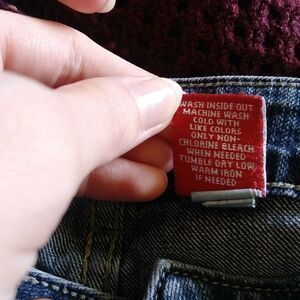 WASH INSIDE OUT
MACHINE WASH
COLD WITH
LIKE COLORS
ONLY NON-
CHLORINE BLEACH
WHEN NEEDED
TUMBLE DRY LOW
WARM IRON
IF NEEDED